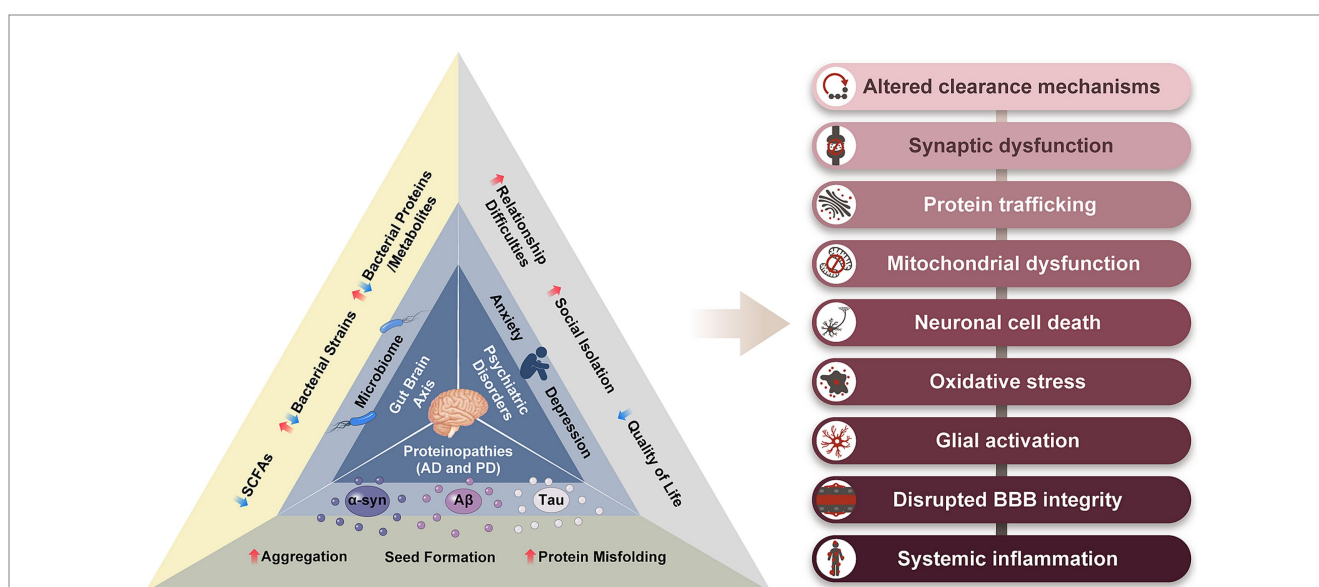 Bacterial Proteins
/Metabolites
Bacterial Strains
SCFAs
Microbiome
Gut Brain
Axis
Relationship
Difficulties
Social Isolation
Quality of Life
Anxiety
Depression
Psychiatric
Disorders
Proteinopathies
(AD and PD)
α-syn
Aβ
Tau
Aggregation
Seed Formation
Protein Misfolding
Altered clearance mechanisms
Synaptic dysfunction
Protein trafficking
Mitochondrial dysfunction
Neuronal cell death
Oxidative stress
Glial activation
Disrupted BBB integrity
Systemic inflammation